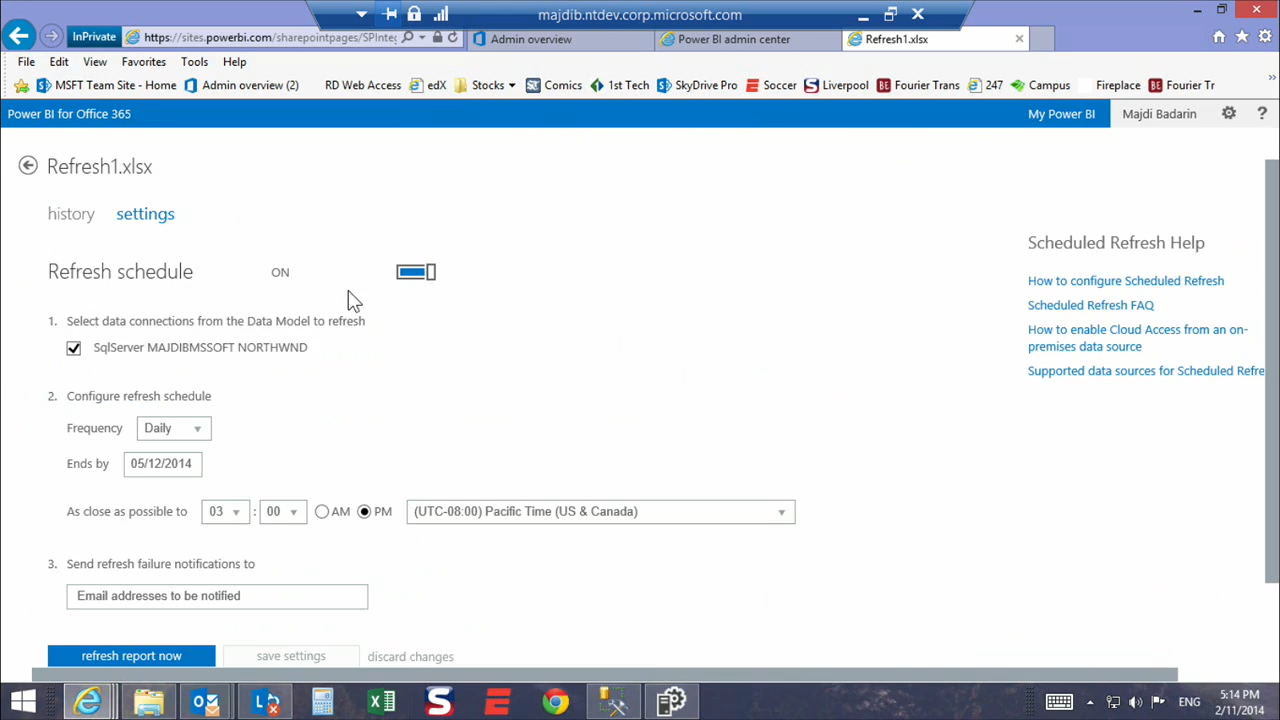 majdib.ntdev.corp.microsoft.com
InPrivate
https://sites.powerbi.com/sharepointpages/SPInte
Admin overview
Power BI admin center
Refresh1.xlsx
File Edit View Favorites Tools Help
MSFT Team Site - Home
Admin overview (2)
RD Web Access
edX
Stocks
Comics
1st Tech
SkyDrive Pro
Soccer
Liverpool
Fourier Trans
247
Campus
Fireplace
Fourier Tr
Power BI for Office 365
My Power BI
Majdi Badarin
?
Refresh1.xlsx
history settings
Refresh schedule ON
1. Select data connections from the Data Model to refresh
SqlServer MAJDIBMSSOFT NORTHWND
2. Configure refresh schedule
Frequency Daily
Ends by 05/12/2014
As close as possible to 03 : 00 AM PM (UTC-08:00) Pacific Time (US & Canada)
3. Send refresh failure notifications to
Email addresses to be notified
refresh report now save settings discard changes
Scheduled Refresh Help
How to configure Scheduled Refresh
Scheduled Refresh FAQ
How to enable Cloud Access from an on-
premises data source
Supported data sources for Scheduled Refre
ENG
5:14 PM
2/11/2014